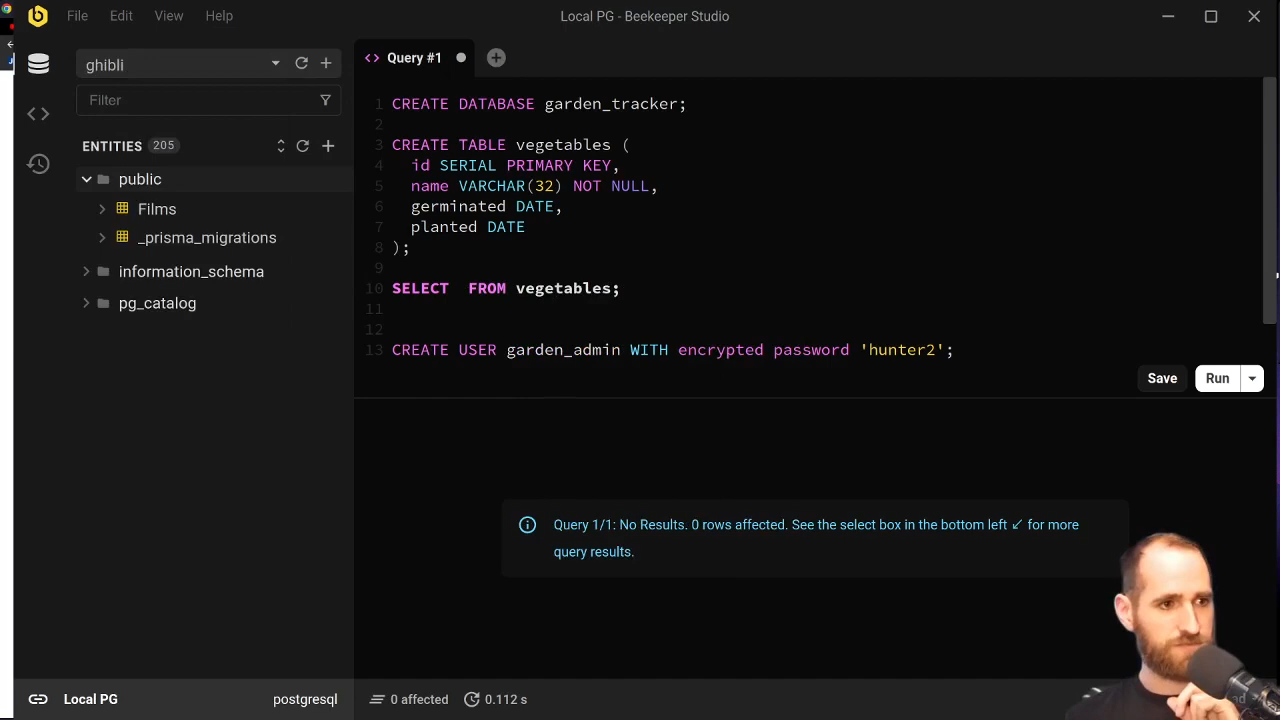 File Edit View Help
Local PG - Beekeeper Studio
ghibli
Filter
ENTITIES 205
public
Films
_prisma_migrations
information_schema
pg_catalog
Query #1
1 CREATE DATABASE garden_tracker;
2
3 CREATE TABLE vegetables (
4 id SERIAL PRIMARY KEY,
5 name VARCHAR(32) NOT NULL,
6 germinated DATE,
7 planted DATE
8 );
9
10 SELECT  FROM vegetables;
11
12
13 CREATE USER garden_admin WITH encrypted password 'hunter2';
Save Run
Query 1/1: No Results. 0 rows affected. See the select box in the bottom left ↙ for more
query results.
Local PG postgresql
0 affected 0.112 s